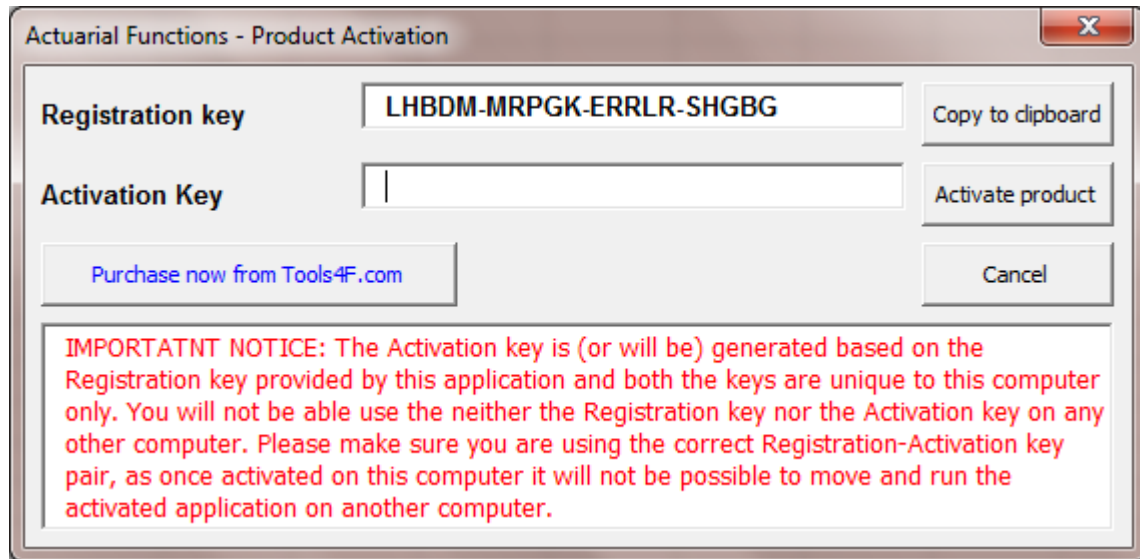 Actuarial Functions - Product Activation
Registration key LHBDM-MRPGK-ERRLR-SHGBG Copy to clipboard
Activation Key Activate product
Purchase now from Tools4F.com Cancel
IMPORTATNT NOTICE: The Activation key is (or will be) generated based on the
Registration key provided by this application and both the keys are unique to this computer
only. You will not be able use the neither the Registration key nor the Activation key on any
other computer. Please make sure you are using the correct Registration-Activation key
pair, as once activated on this computer it will not be possible to move and run the
activated application on another computer.